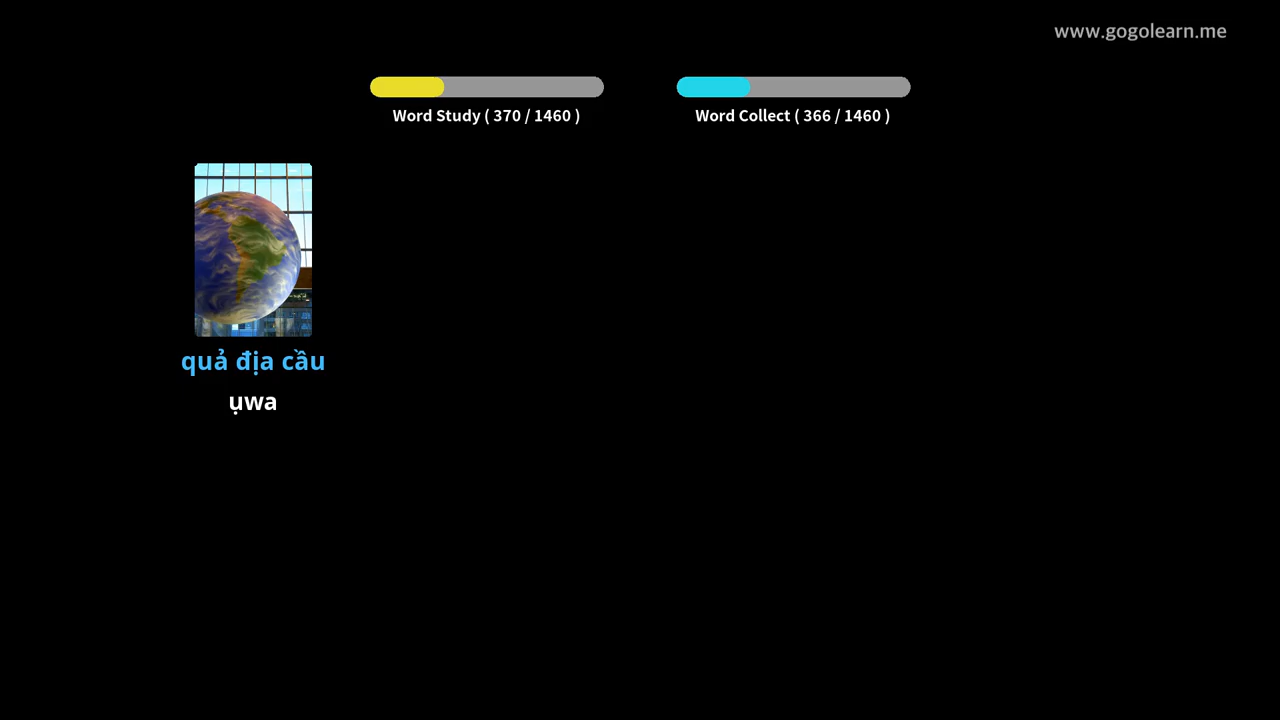 www.gogolearn.me
Word Study ( 370 / 1460 )
Word Collect ( 366 / 1460 )
quả địa cầu
ụwa